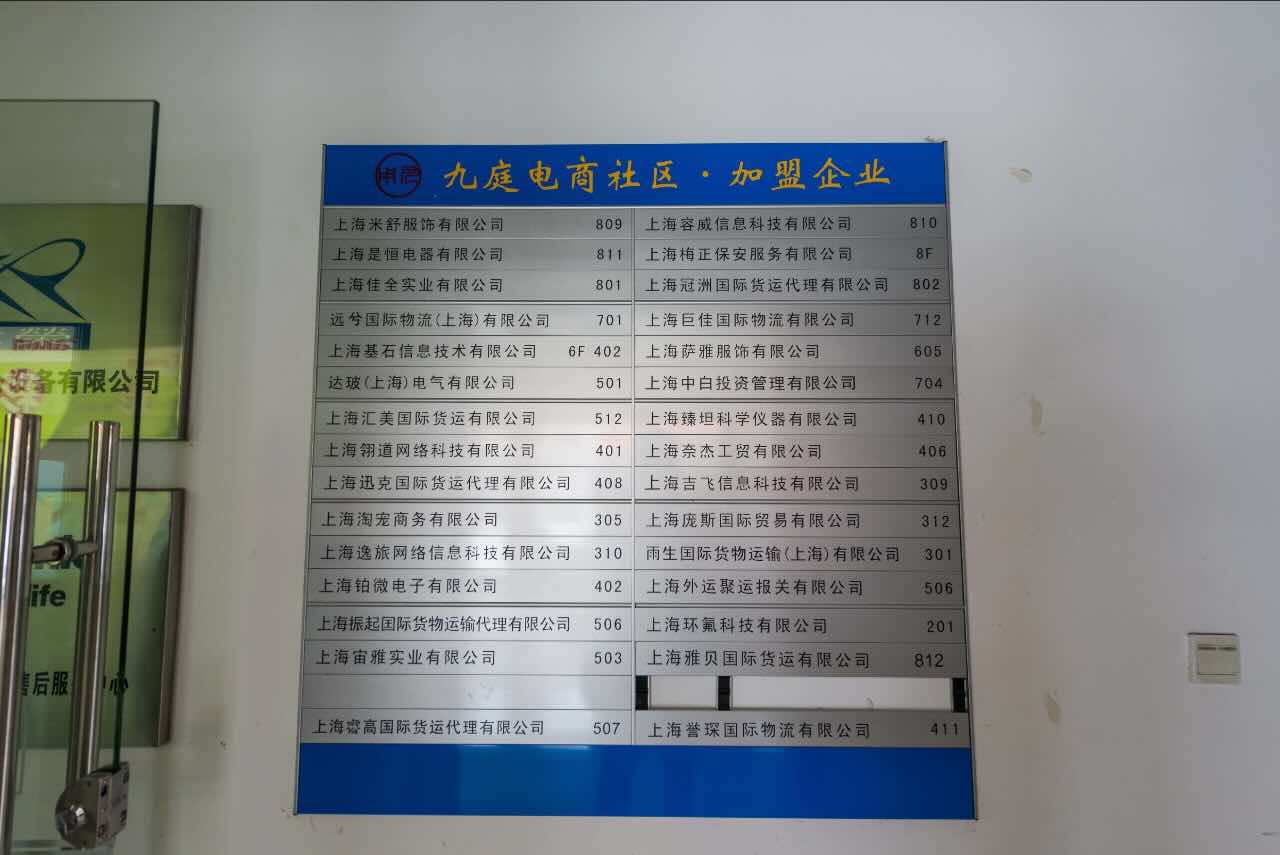 九庭电商社区·加盟企业
上海米舒服饰有限公司 809
上海是恒电器有限公司 811
上海佳全实业有限公司 801
远兮国际物流(上海)有限公司 701
上海基石信息技术有限公司 6F 402
达玻(上海)电气有限公司 501
上海汇美国际货运有限公司 512
上海翎道网络科技有限公司 401
上海迅克国际货运代理有限公司 408
上海淘宠商务有限公司 305
上海逸旅网络信息科技有限公司 310
上海铂微电子有限公司 402
上海振起国际货物运输代理有限公司 506
上海宙雅实业有限公司 503
上海睿高国际货运代理有限公司 507
上海容威信息科技有限公司 810
上海梅正保安服务有限公司 8F
上海冠洲国际货运代理有限公司 802
上海巨佳国际物流有限公司 712
上海萨雅服饰有限公司 605
上海中白投资管理有限公司 704
上海臻坦科学仪器有限公司 410
上海奈杰工贸有限公司 406
上海吉飞信息科技有限公司 309
上海庞斯国际贸易有限公司 312
雨生国际货物运输(上海)有限公司 301
上海外运聚运报关有限公司 506
上海环氟科技有限公司 201
上海雅贝国际货运有限公司 812
上海誉琛国际物流有限公司 411
设备有限公司
life
售后服务中心